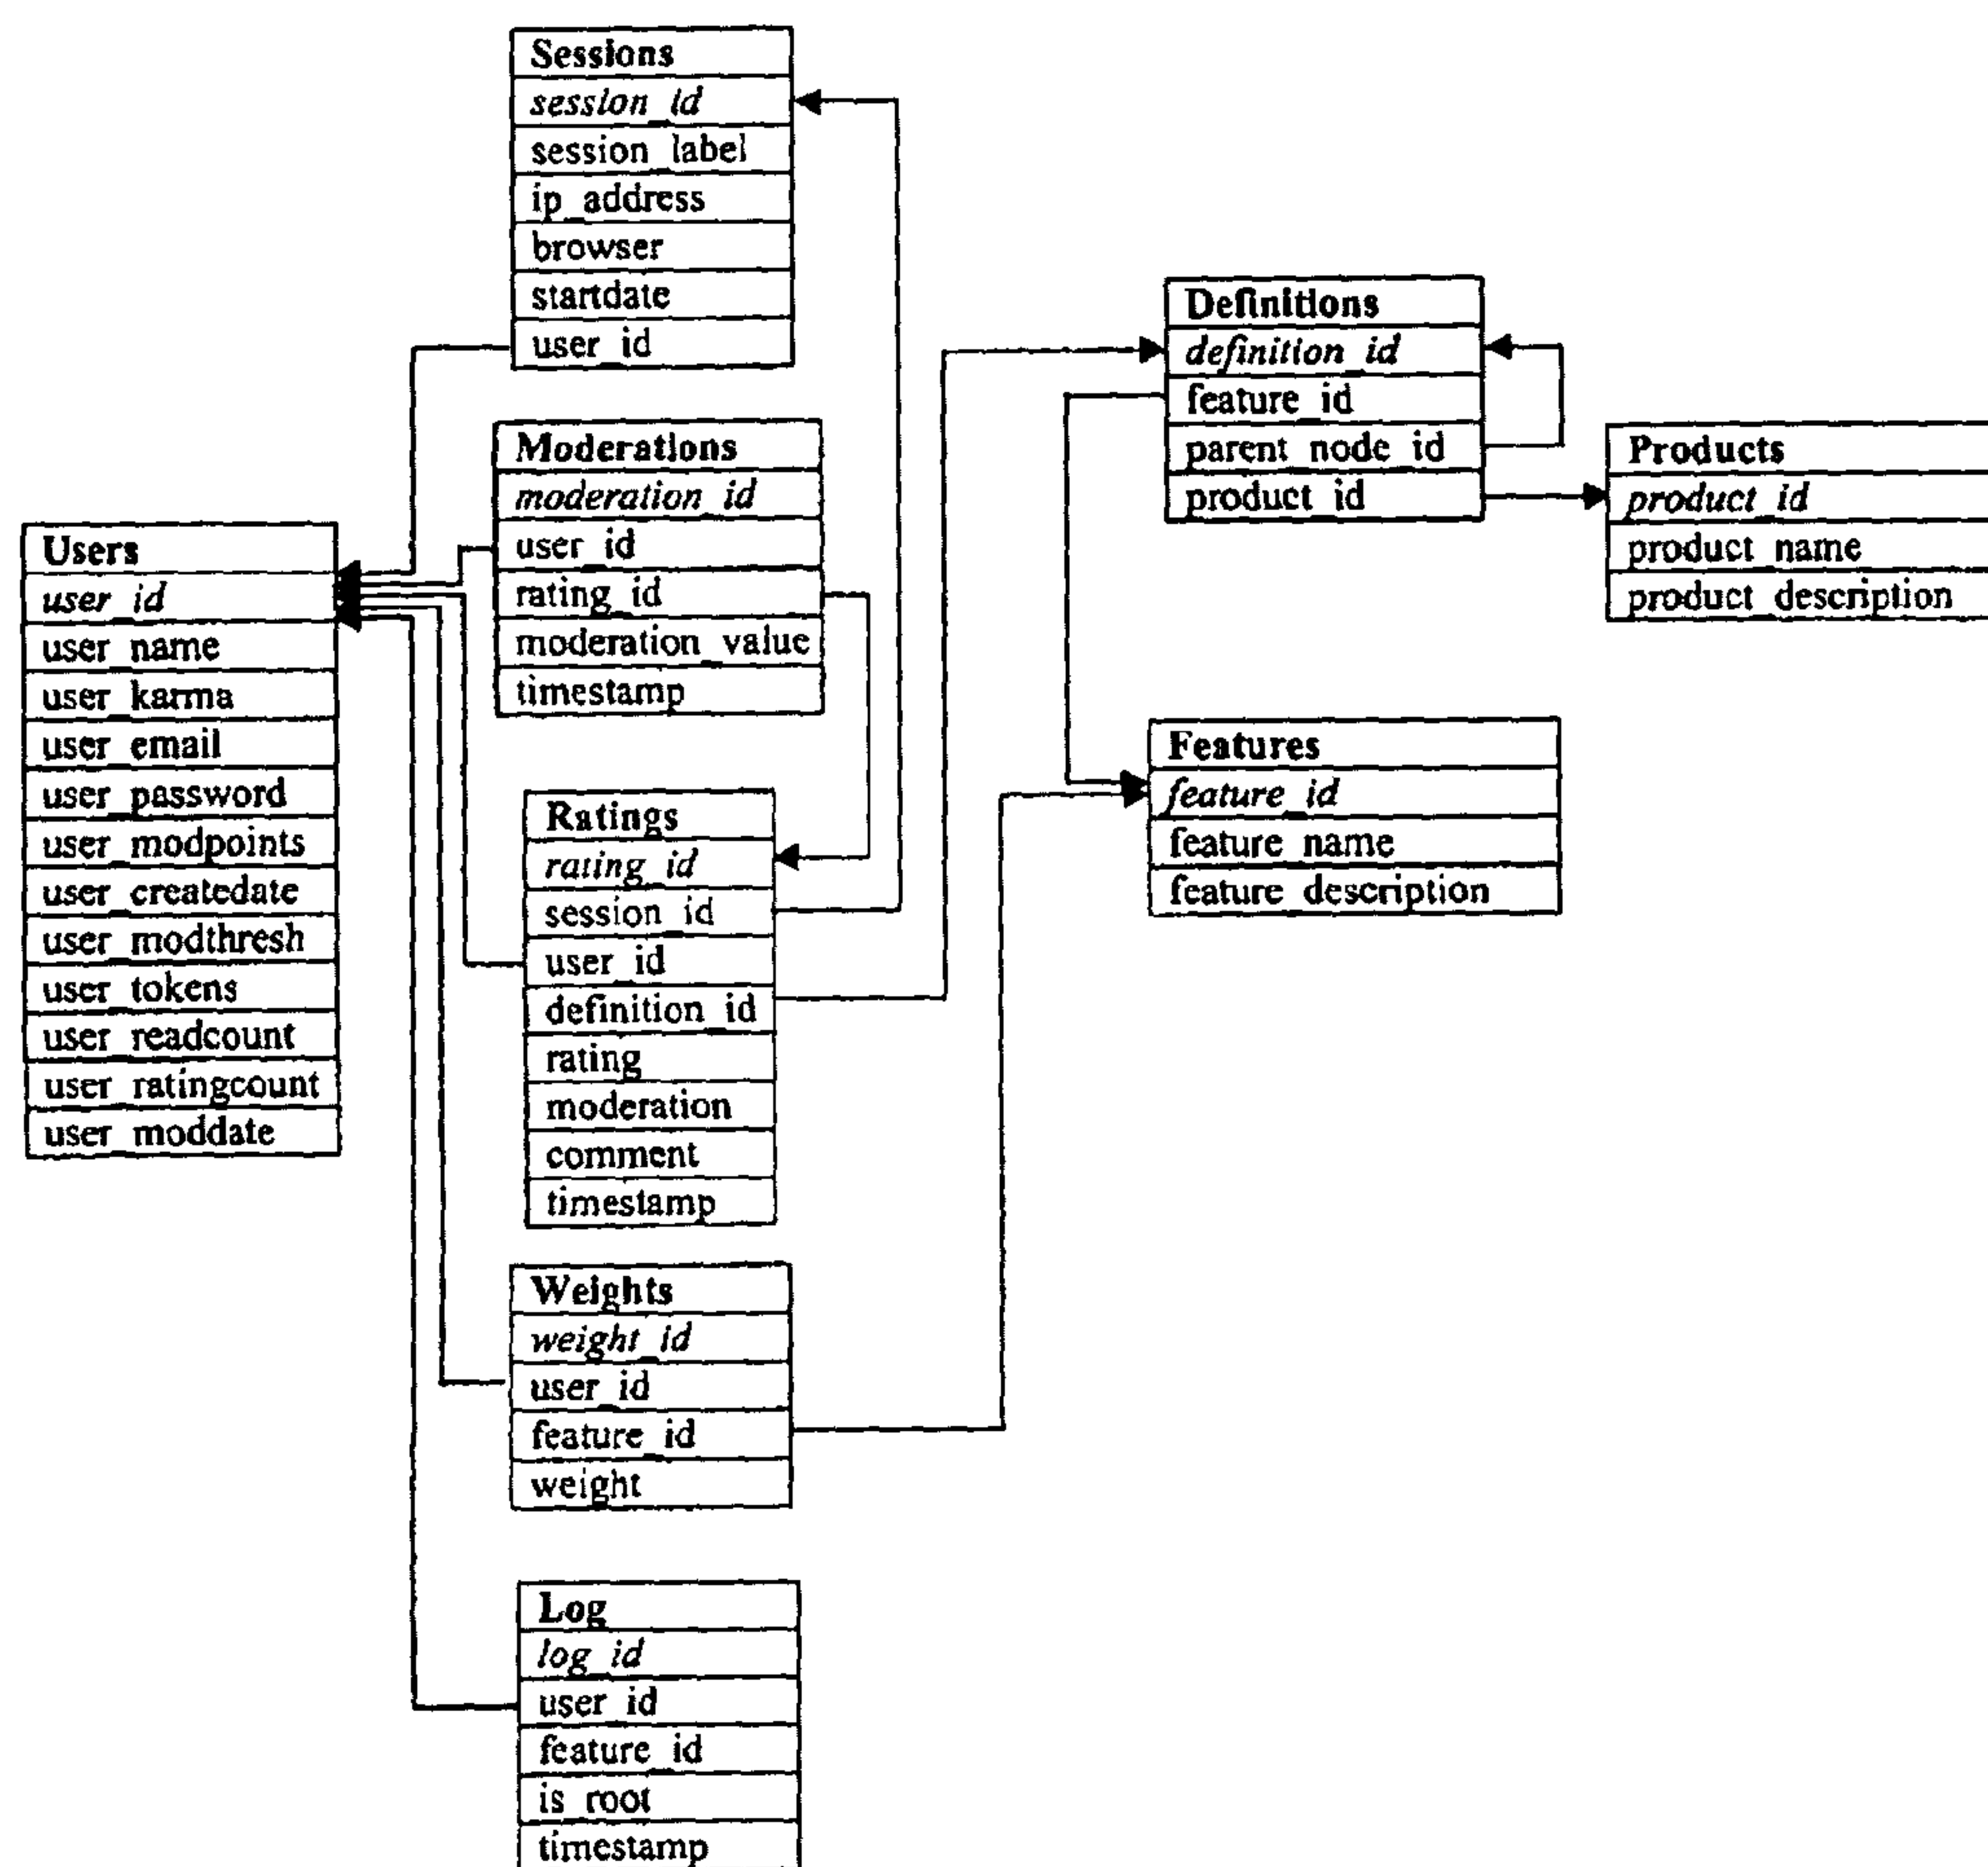 Sessions
session_id
session_label
ip_address
browser
startdate
user_id
Moderations
moderation_id
user_id
rating_id
moderation_value
timestamp
Users
user_id
user_name
user_karma
user_email
user_password
user_modpoints
user_createdate
user_modthresh
user_tokens
user_readcount
user_ratingcount
user_moddate
Ratings
rating_id
session_id
user_id
definition_id
rating
moderation
comment
timestamp
Weights
weight_id
user_id
feature_id
weight
Log
log_id
user_id
feature_id
is_root
timestamp
Definitions
definition_id
feature_id
parent_node_id
product_id
Products
product_id
product_name
product_description
Features
feature_id
feature_name
feature_description